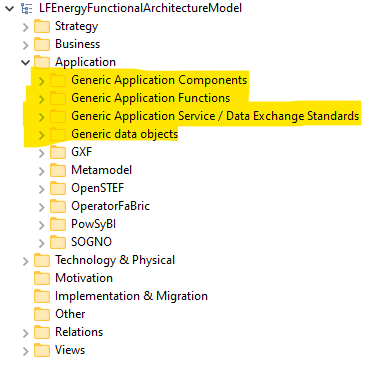 LFEnergyFunctionalArchitectureModel
Strategy
Business
Application
Generic Application Components
Generic Application Functions
Generic Application Service / Data Exchange Standards
Generic data objects
GXF
Metamodel
OpenSTEF
OperatorFaBric
PowSyBl
SOGNO
Technology & Physical
Motivation
Implementation & Migration
Other
Relations
Views